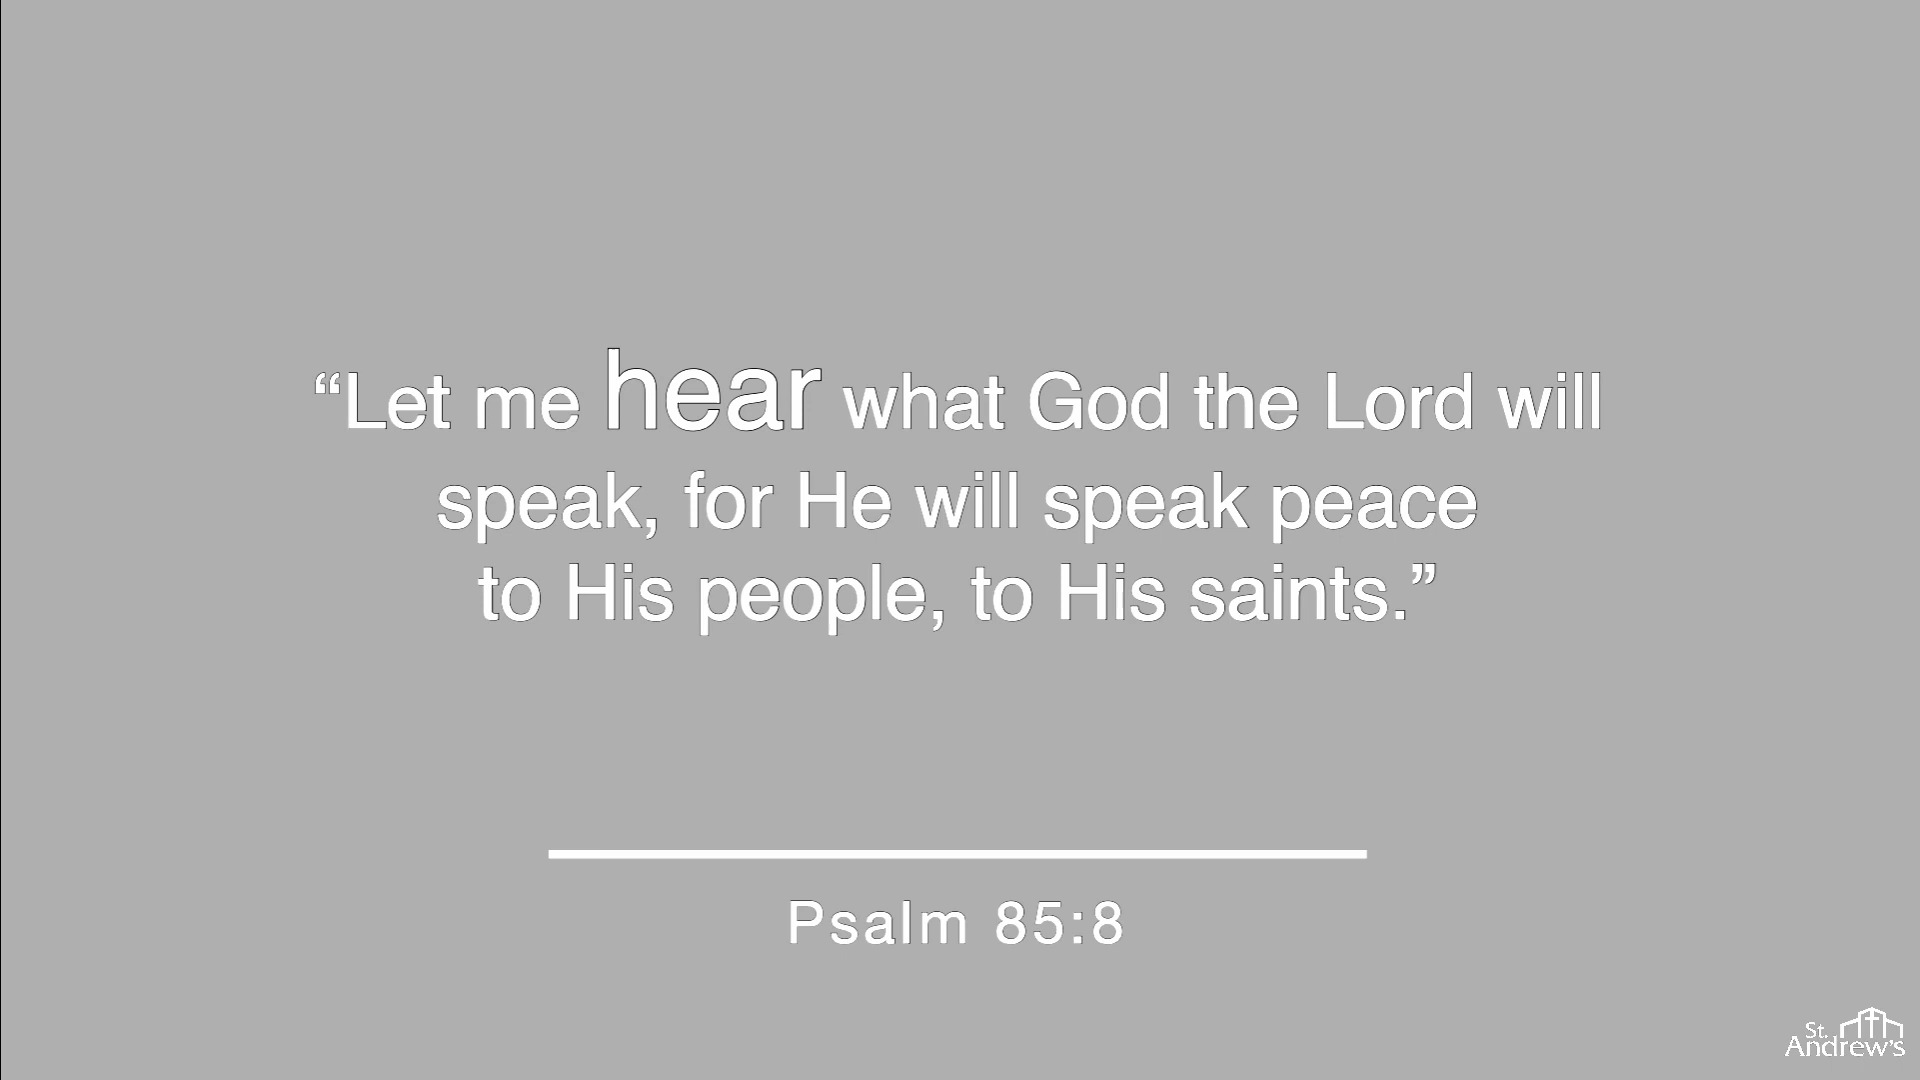 “Let me hear what God the Lord will
speak, for He will speak peace
to His people, to His saints.”
Psalm 85:8
St.
Andrew's